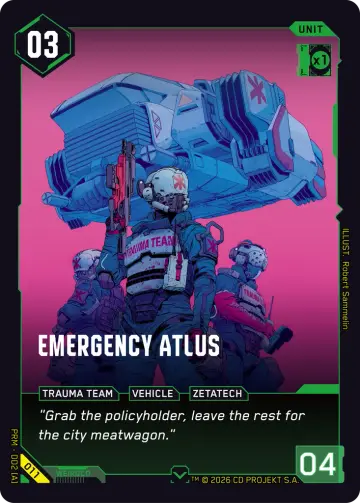 03
UNIT
x1
TRAUMA TEAM
ILLUST. Robert Sammelin
EMERGENCY ATLUS
TRAUMA TEAM
VEHICLE
ZETATECH
"Grab the policyholder, leave the rest for
the city meatwagon."
04
PRM - 002 (A)
011
™ © 2026 CD PROJEKT S.A.